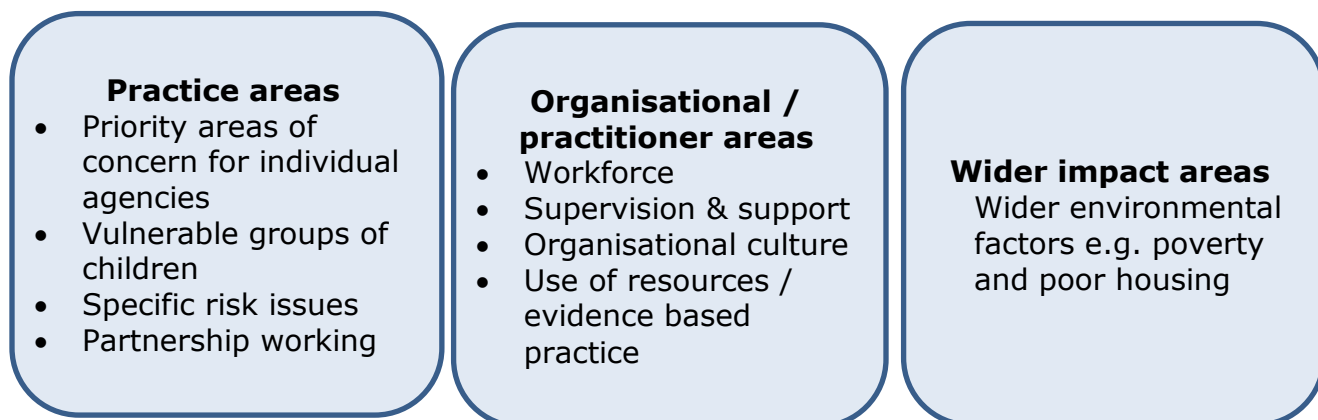 Practice areas
• Priority areas of
concern for individual
agencies
• Vulnerable groups of
children
• Specific risk issues
• Partnership working
Organisational /
practitioner areas
• Workforce
• Supervision & support
• Organisational culture
• Use of resources /
evidence based
practice
Wider impact areas
Wider environmental
factors e.g. poverty
and poor housing